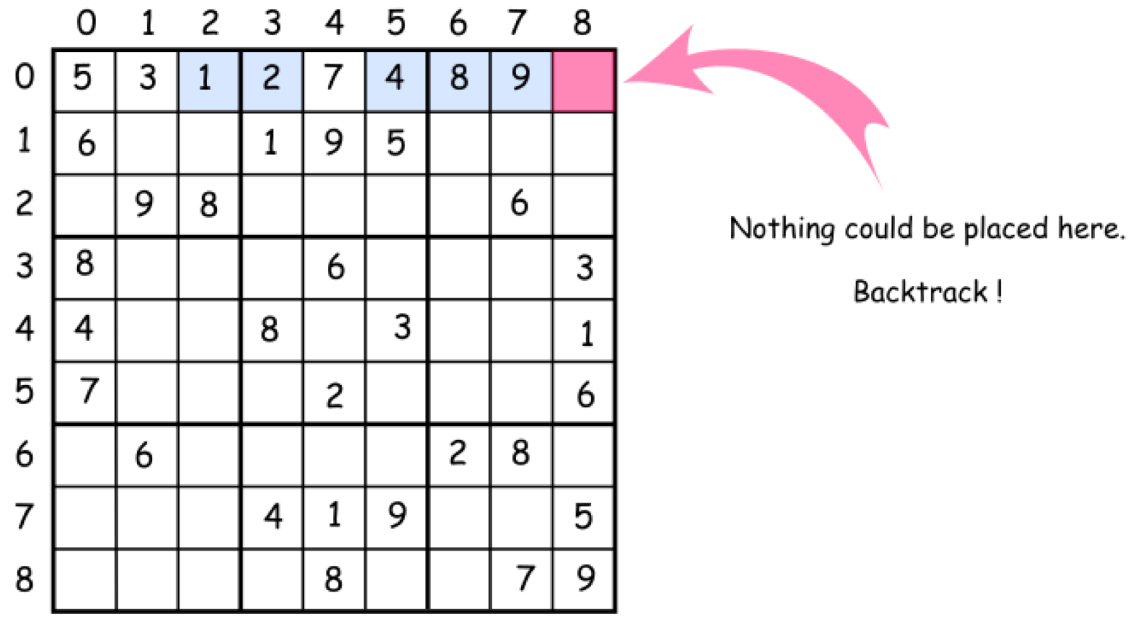 0 1 2 3 4 5 6 7 8
0 5 3 1 2 7 4 8 9
1 6 1 9 5
2 9 8 6
3 8 6 3
4 4 8 3 1
5 7 2 6
6 6 2 8
7 4 1 9 5
8 8 7 9
Nothing could be placed here.
Backtrack !